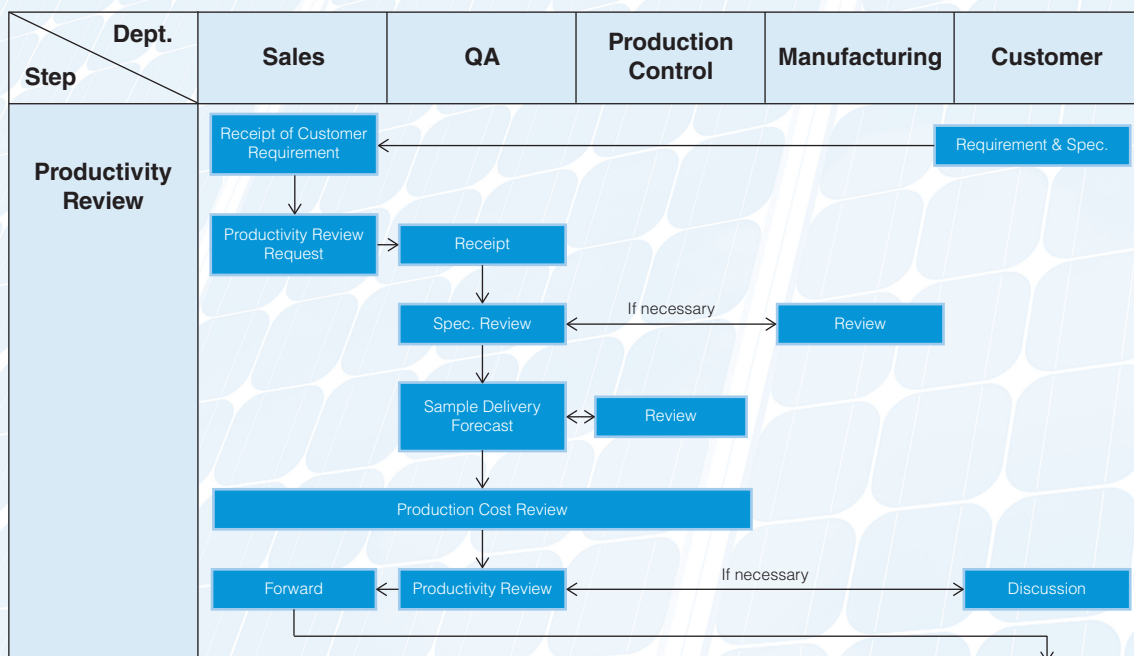 Dept.
Step
Sales
QA
Production
Control
Manufacturing
Customer
Productivity
Review
Receipt of Customer
Requirement
Requirement & Spec.
Productivity Review
Request
Receipt
Spec. Review
If necessary
Review
Sample Delivery
Forecast
Review
Production Cost Review
Forward
Productivity Review
If necessary
Discussion